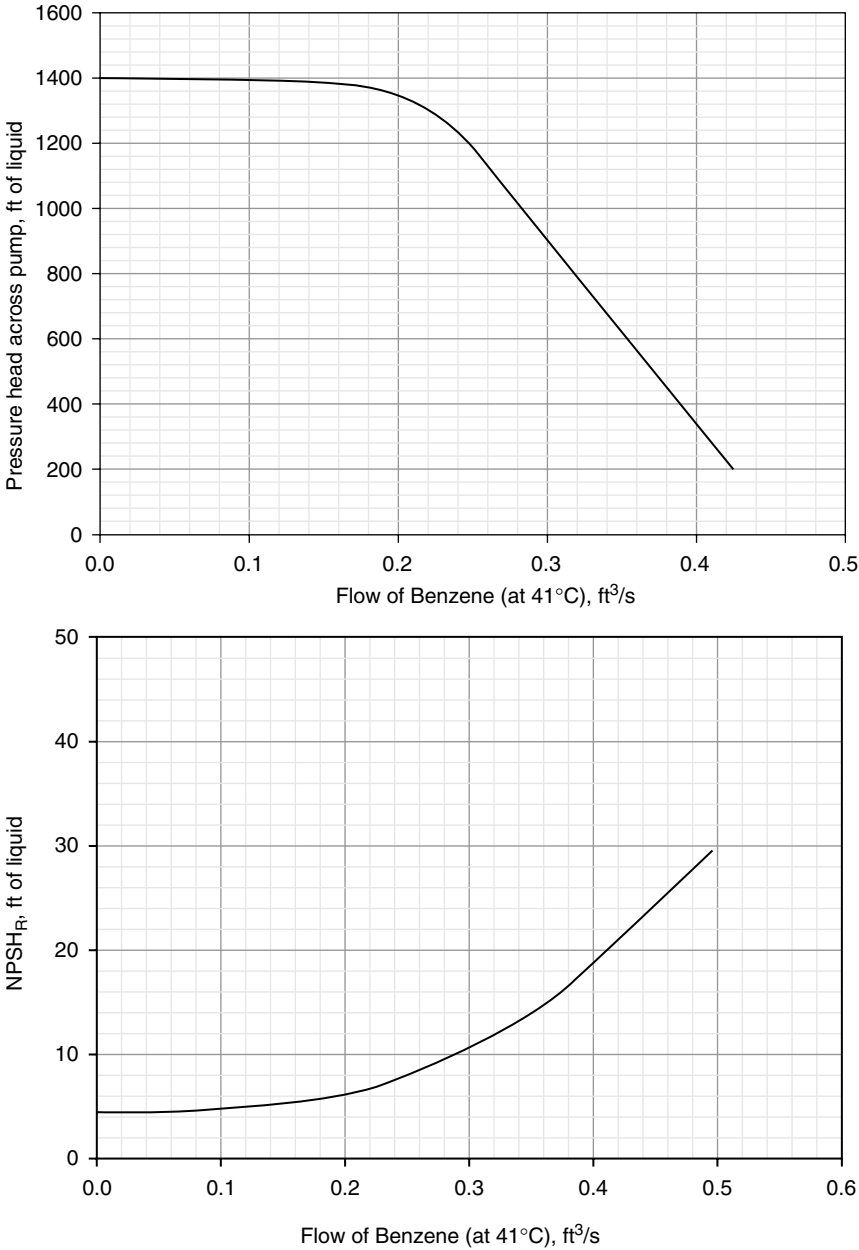 1600
1400
1200
1000
800
600
400
200
0
Pressure head across pump, ft of liquid
0.0 0.1 0.2 0.3 0.4 0.5
Flow of Benzene (at 41°C), ft³/s
50
40
30
20
10
0
NPSH_R, ft of liquid
0.0 0.1 0.2 0.3 0.4 0.5 0.6
Flow of Benzene (at 41°C), ft³/s